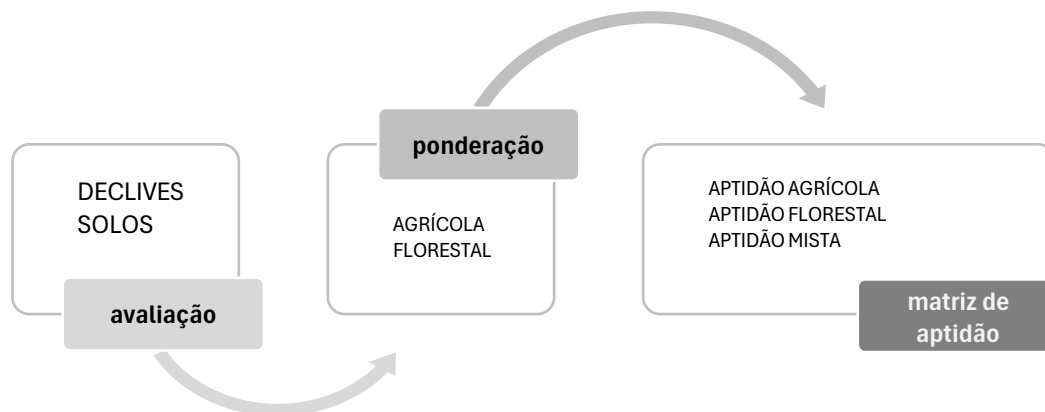 DECLIVES
SOLOS
avaliação
ponderação
AGRÍCOLA
FLORESTAL
APTIDÃO AGRÍCOLA
APTIDÃO FLORESTAL
APTIDÃO MISTA
matriz de
aptidão